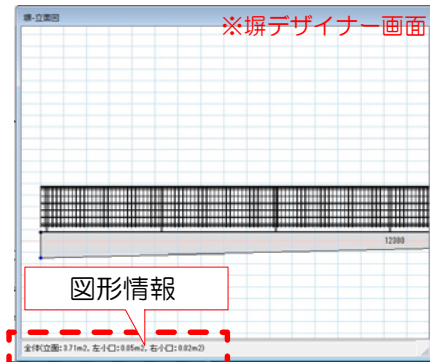 塀-立面図
※塀デザイナー画面
12300
図形情報
全体(立面:3.71m2, 左小口:0.05m2, 右小口:0.02m2)